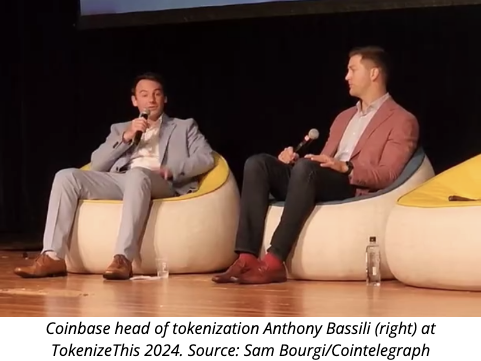 Coinbase head of tokenization Anthony Bassili (right) at
TokenizeThis 2024. Source: Sam Bourgi/Cointelegraph